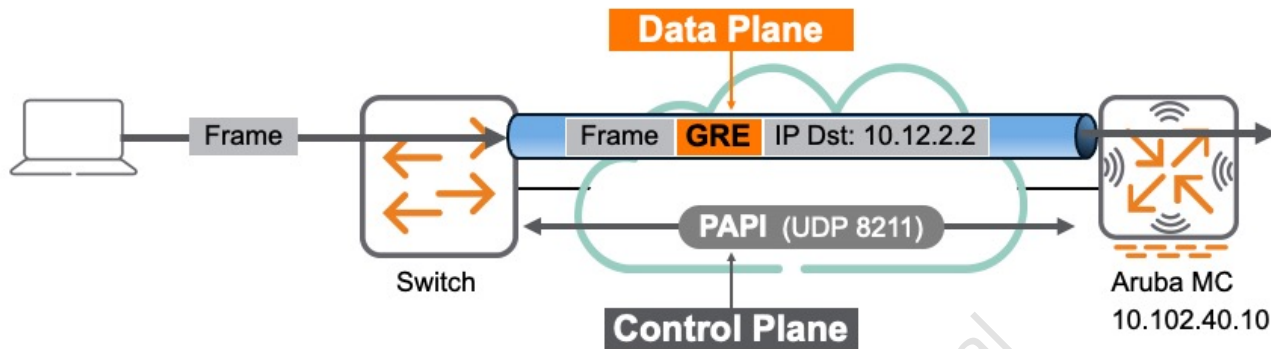 Data Plane
Frame
Frame GRE IP Dst: 10.12.2.2
PAPI (UDP 8211)
Switch
Aruba MC
10.102.40.10
Control Plane